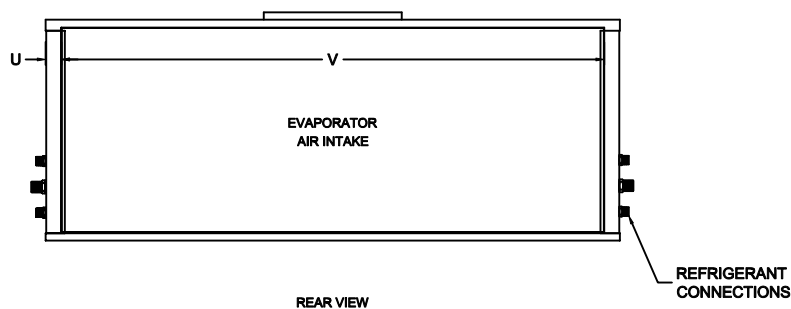 U
V
EVAPORATOR
AIR INTAKE
REFRIGERANT
CONNECTIONS
REAR VIEW